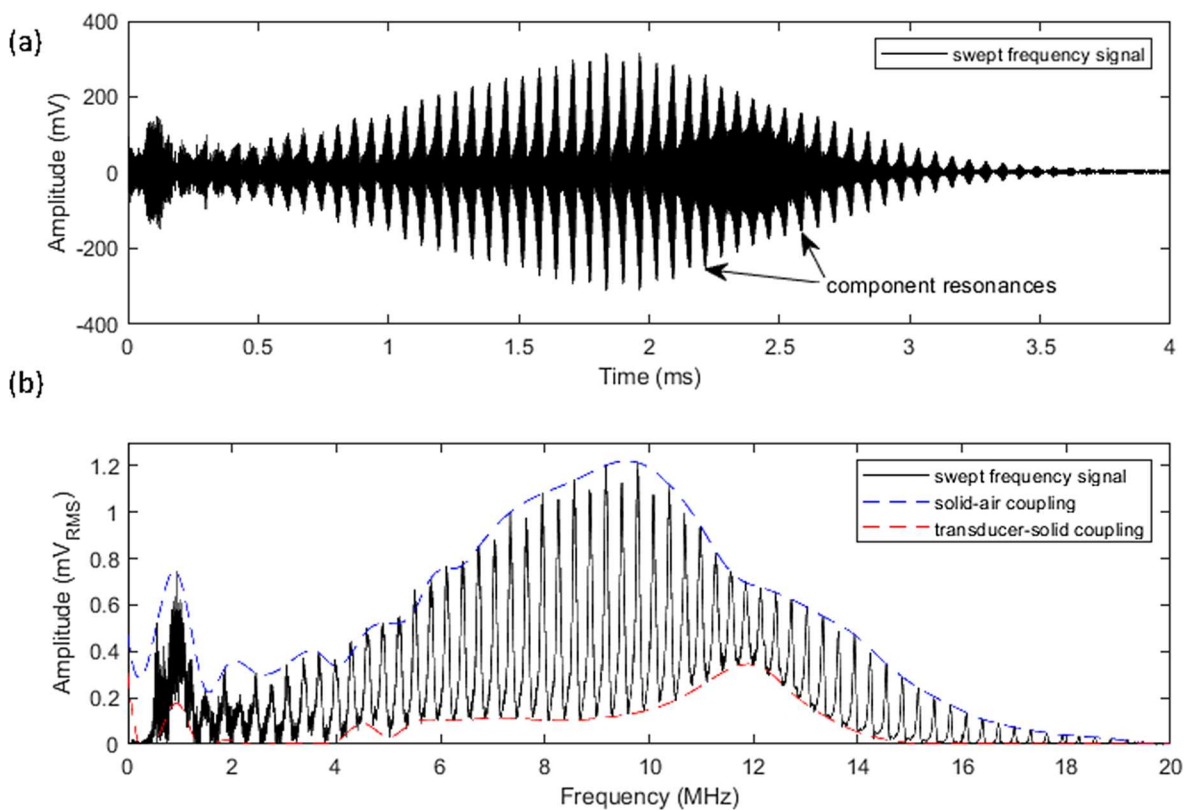 (a)
400
200
0
-200
-400
Amplitude (mV)
swept frequency signal
component resonances
0 0.5 1 1.5 2 2.5 3 3.5 4
Time (ms)
(b)
1.2
1
0.8
0.6
0.4
0.2
0
Amplitude (mVRMS)
swept frequency signal
solid-air coupling
transducer-solid coupling
0 2 4 6 8 10 12 14 16 18 20
Frequency (MHz)